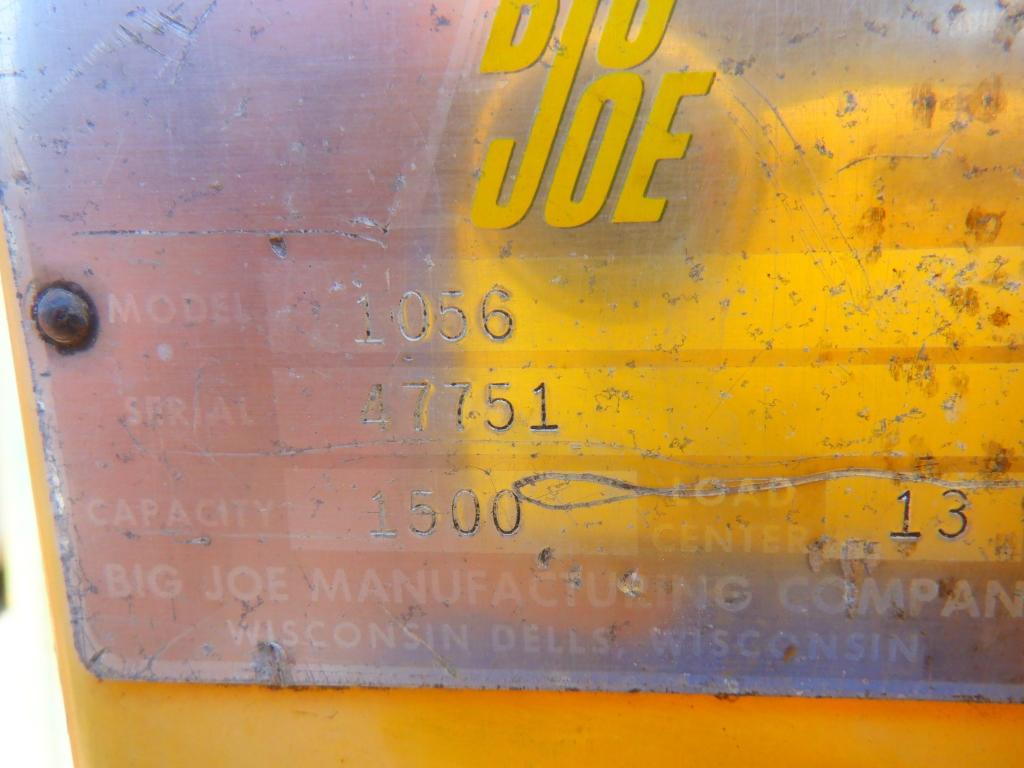 BIG
JOE
MODEL 1056
SERIAL 47751
CAPACITY 1500 LOAD CENTER 13
BIG JOE MANUFACTURING COMPAN
WISCONSIN DELLS, WISCONSIN